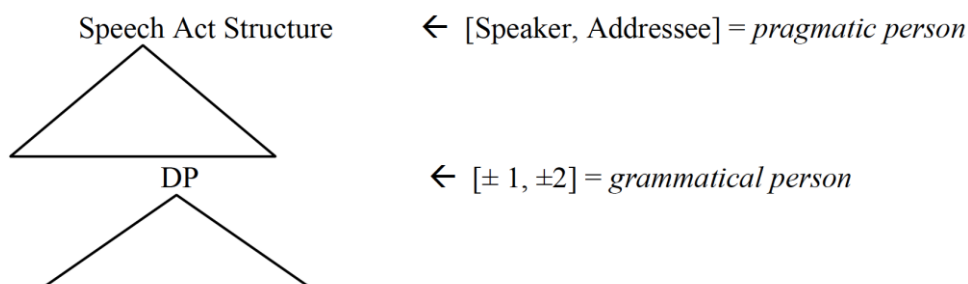 Speech Act Structure ← [Speaker, Addressee] = pragmatic person
DP ← [± 1, ±2] = grammatical person